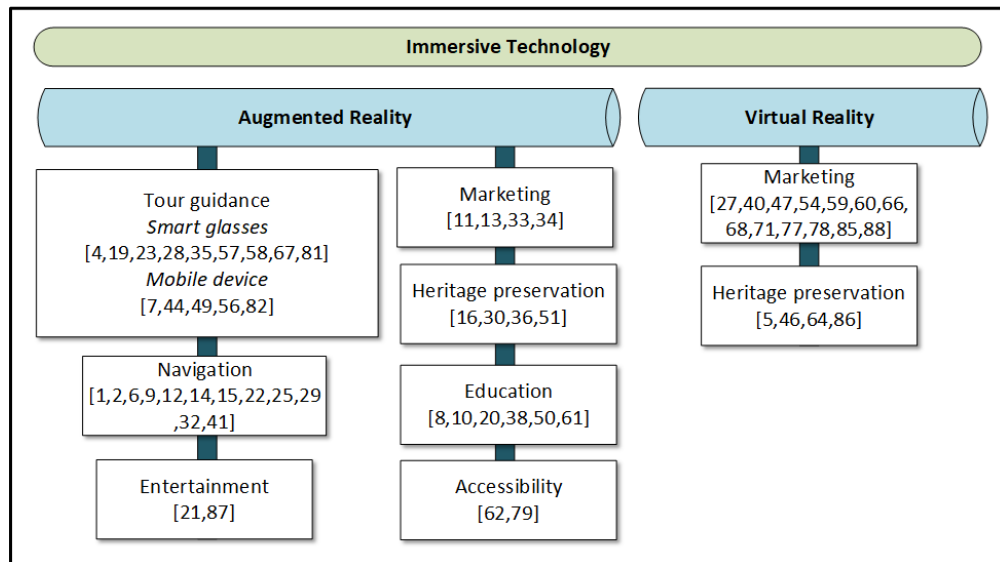 Immersive Technology
Augmented Reality
Tour guidance
Smart glasses
[4,19,23,28,35,57,58,67,81]
Mobile device
[7,44,49,56,82]
Navigation
[1,2,6,9,12,14,15,22,25,29
,32,41]
Entertainment
[21,87]
Marketing
[11,13,33,34]
Heritage preservation
[16,30,36,51]
Education
[8,10,20,38,50,61]
Accessibility
[62,79]
Virtual Reality
Marketing
[27,40,47,54,59,60,66,
68,71,77,78,85,88]
Heritage preservation
[5,46,64,86]